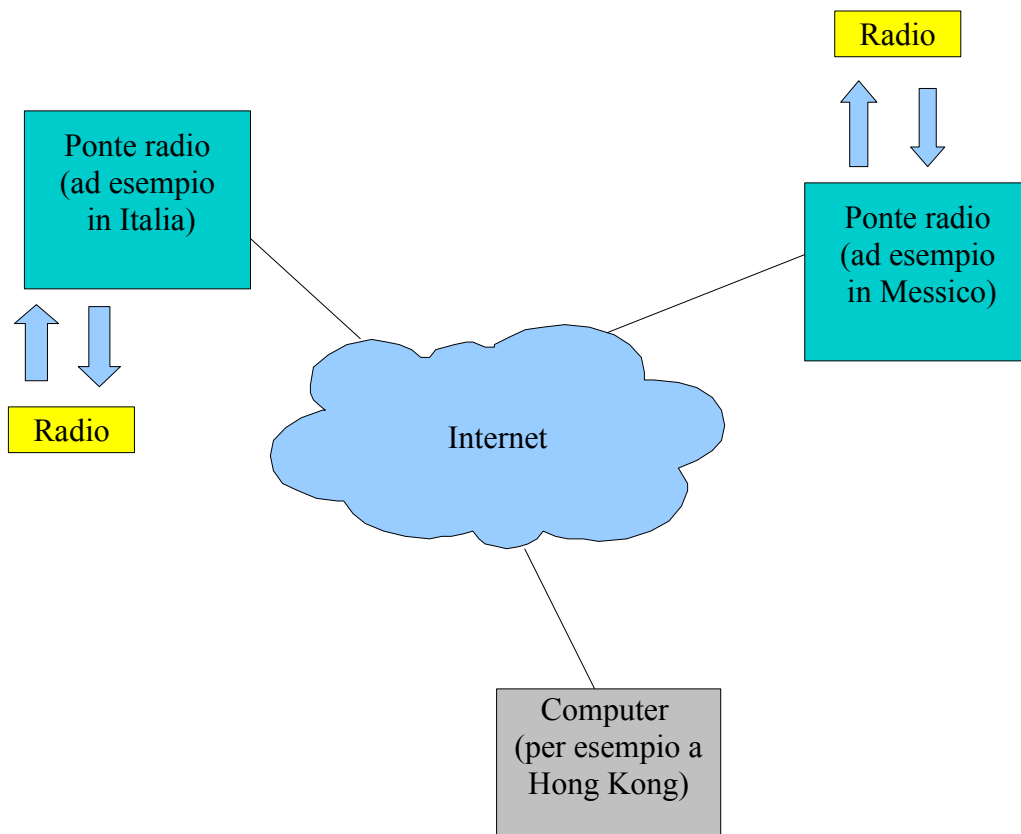 Radio
Ponte radio
(ad esempio
in Italia)
Ponte radio
(ad esempio
in Messico)
Radio
Internet
Computer
(per esempio a
Hong Kong)